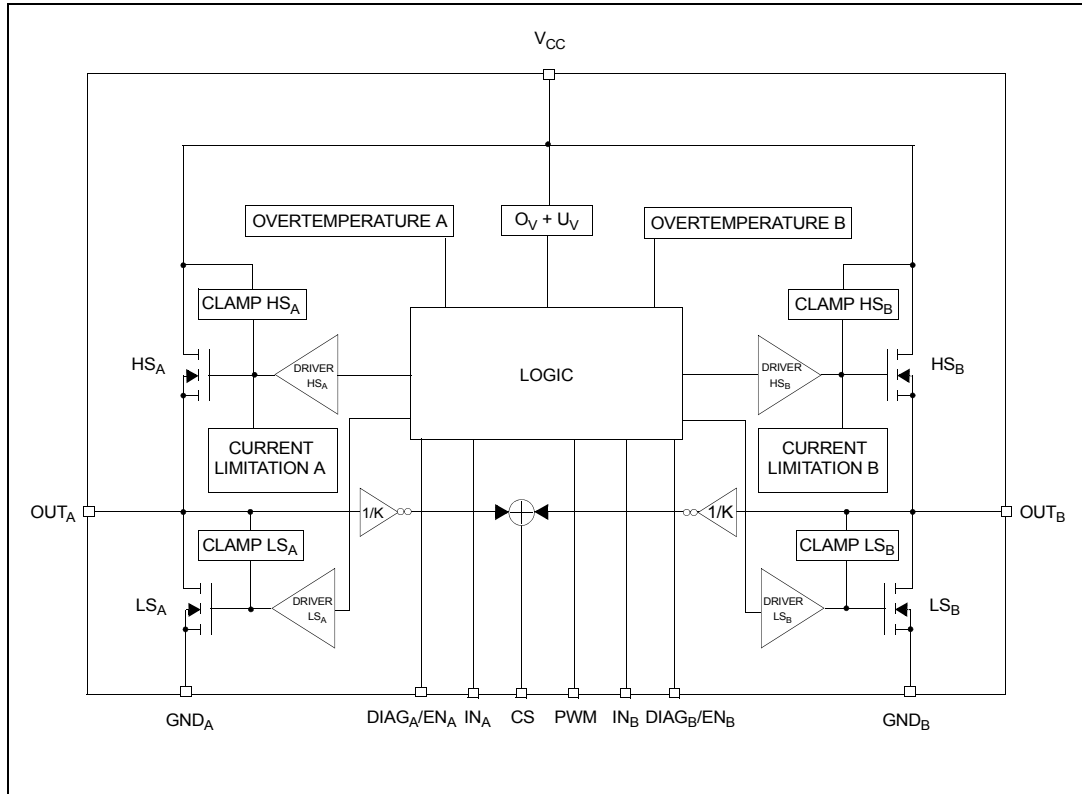 VCC
OVERTEMPERATURE A
OV + UV
OVERTEMPERATURE B
CLAMP HSA
CLAMP HSB
HSA
DRIVER
HSA
LOGIC
DRIVER
HSB
HSB
CURRENT
LIMITATION A
CURRENT
LIMITATION B
OUTA
1/K
1/K
OUTB
CLAMP LSA
CLAMP LSB
LSA
DRIVER
LSA
DRIVER
LSB
LSB
GNDA
DIAGA/ENA
INA
CS
PWM
INB
DIAGB/ENB
GNDB